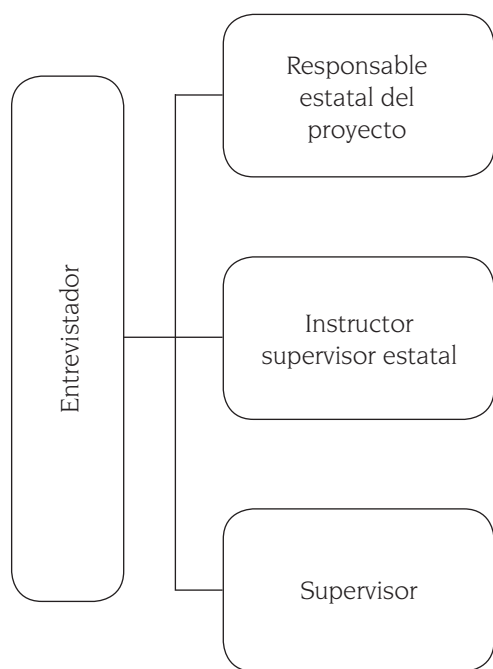 Entrevistador
Responsable
estatal del
proyecto
Instructor
supervisor estatal
Supervisor